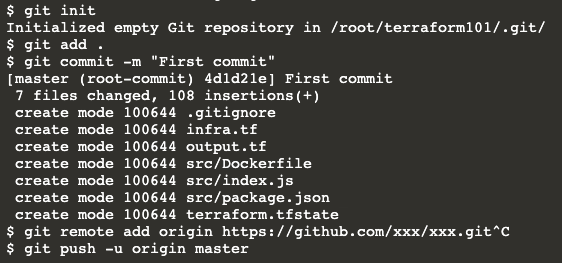 $ git init
Initialized empty Git repository in /root/terraform101/.git/
$ git add .
$ git commit -m "First commit"
[master (root-commit) 4d1d21e] First commit
 7 files changed, 108 insertions(+)
 create mode 100644 .gitignore
 create mode 100644 infra.tf
 create mode 100644 output.tf
 create mode 100644 src/Dockerfile
 create mode 100644 src/index.js
 create mode 100644 src/package.json
 create mode 100644 terraform.tfstate
$ git remote add origin https://github.com/xxx/xxx.git^C
$ git push -u origin master